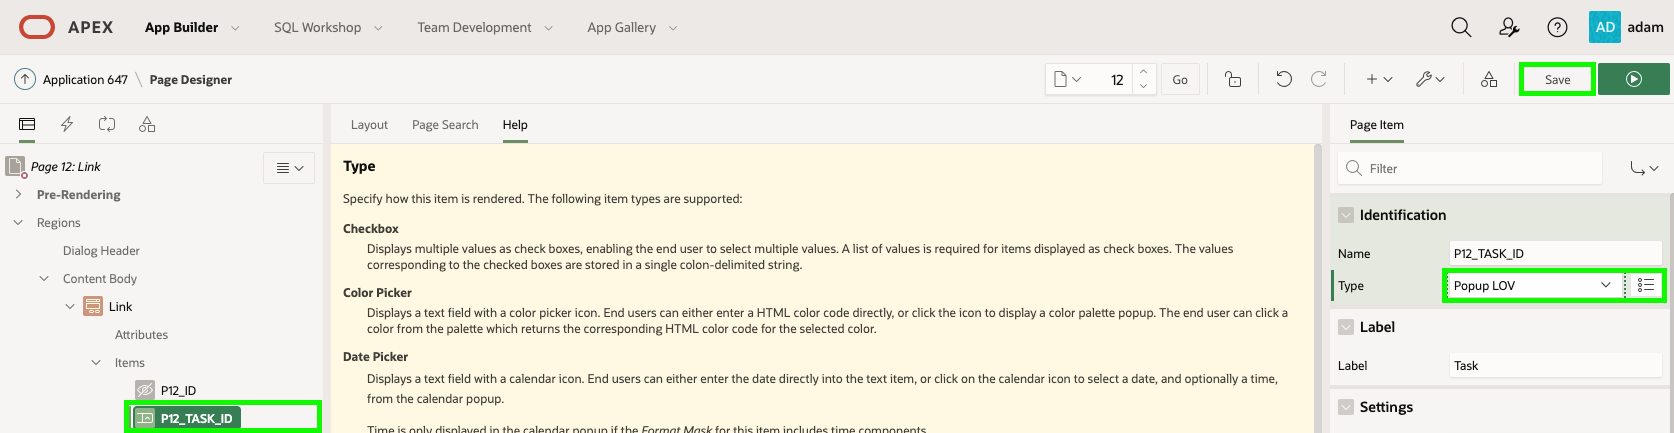 APEX App Builder SQL Workshop Team Development App Gallery AD adam
Application 647 \ Page Designer 12 Go Save
Layout Page Search Help
Page Item
Page 12: Link
Pre-Rendering
Regions
Dialog Header
Content Body
Link
Attributes
Items
P12_ID
P12_TASK_ID
Type
Specify how this item is rendered. The following item types are supported:
Checkbox
Displays multiple values as check boxes, enabling the end user to select multiple values. A list of values is required for items displayed as check boxes. The values
corresponding to the checked boxes are stored in a single colon-delimited string.
Color Picker
Displays a text field with a color picker icon. End users can either enter a HTML color code directly, or click the icon to display a color palette popup. The end user can click a
color from the palette which returns the corresponding HTML color code for the selected color.
Date Picker
Displays a text field with a calendar icon. End users can either enter the date directly into the text item, or click on the calendar icon to select a date, and optionally a time,
from the calendar popup.
Time is only displayed in the calendar popup if the Format Mask for this item includes time components.
Filter
Identification
Name P12_TASK_ID
Type Popup LOV
Label
Label Task
Settings